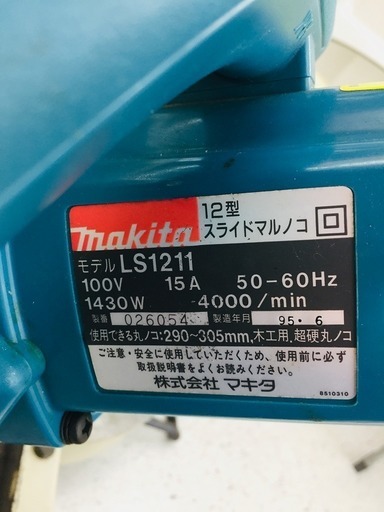 makita
12型
スライドマルノコ
モデル LS1211
100V 15A 50-60Hz
1430W 4000/min
製番 026054 製造年月 95.6
使用できる丸ノコ:290~305mm,木工用,超硬丸ノコ
ご注意・安全に使用していただくため、使用前に必ず
取扱説明書をよくお読みください。
株式会社 マキタ
8510310